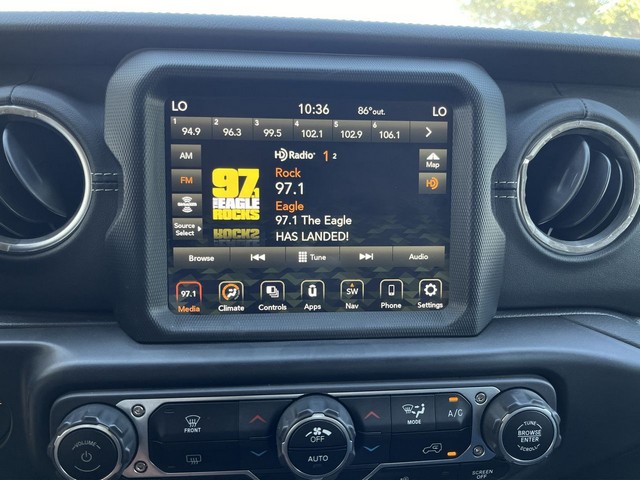 LO 10:36 86°out. LO
1 94.9 2 96.3 3 99.5 4 102.1 5 102.9 6 106.1
AM
HD Radio 1 2
Map
FM
Rock
97.1
SiriusXM
97.1
THE EAGLE
ROCKS
Eagle
97.1 The Eagle
Source
Select
HAS LANDED!
Browse Tune Audio
97.1 SW
Media Climate Controls Apps Nav Phone Settings
FRONT
OFF
AUTO
MODE
A/C
VOLUME
TUNE
BROWSE
ENTER
SCROLL
SCREEN
OFF